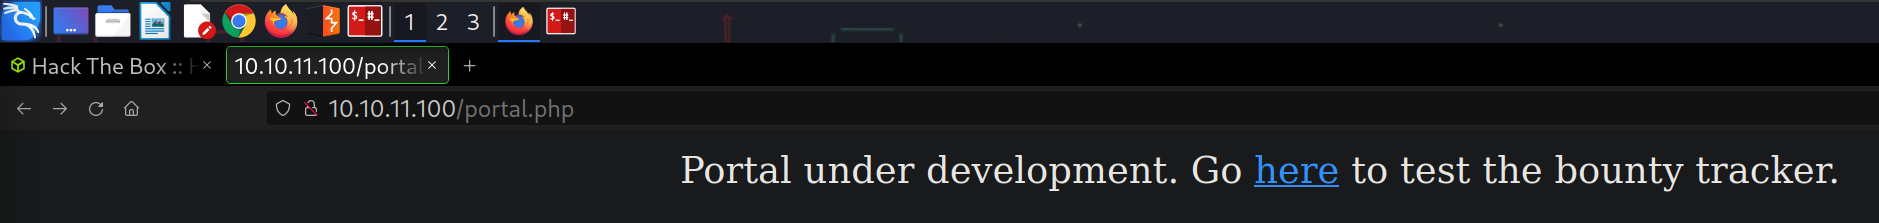 1 2 3
Hack The Box :: H × 10.10.11.100/porta × +
10.10.11.100/portal.php
Portal under development. Go here to test the bounty tracker.